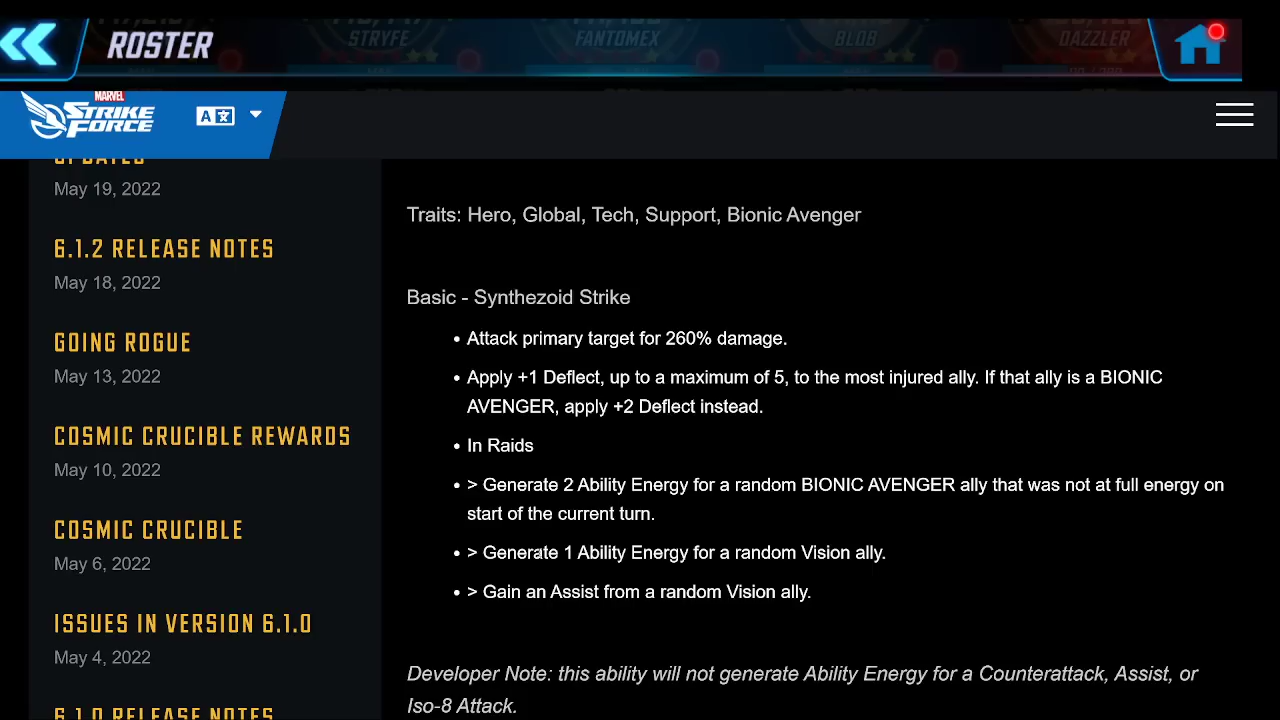 ROSTER
STRYFE
FANTOMEX
BLOB
DAZZLER
MARVEL
STRIKE
FORCE
A
UPDATED
May 19, 2022
6.1.2 RELEASE NOTES
May 18, 2022
GOING ROGUE
May 13, 2022
COSMIC CRUCIBLE REWARDS
May 10, 2022
COSMIC CRUCIBLE
May 6, 2022
ISSUES IN VERSION 6.1.0
May 4, 2022
6.1.0 RELEASE NOTES
Traits: Hero, Global, Tech, Support, Bionic Avenger
Basic - Synthezoid Strike
• Attack primary target for 260% damage.
• Apply +1 Deflect, up to a maximum of 5, to the most injured ally. If that ally is a BIONIC
AVENGER, apply +2 Deflect instead.
• In Raids
• > Generate 2 Ability Energy for a random BIONIC AVENGER ally that was not at full energy on
start of the current turn.
• > Generate 1 Ability Energy for a random Vision ally.
• > Gain an Assist from a random Vision ally.
Developer Note: this ability will not generate Ability Energy for a Counterattack, Assist, or
Iso-8 Attack.